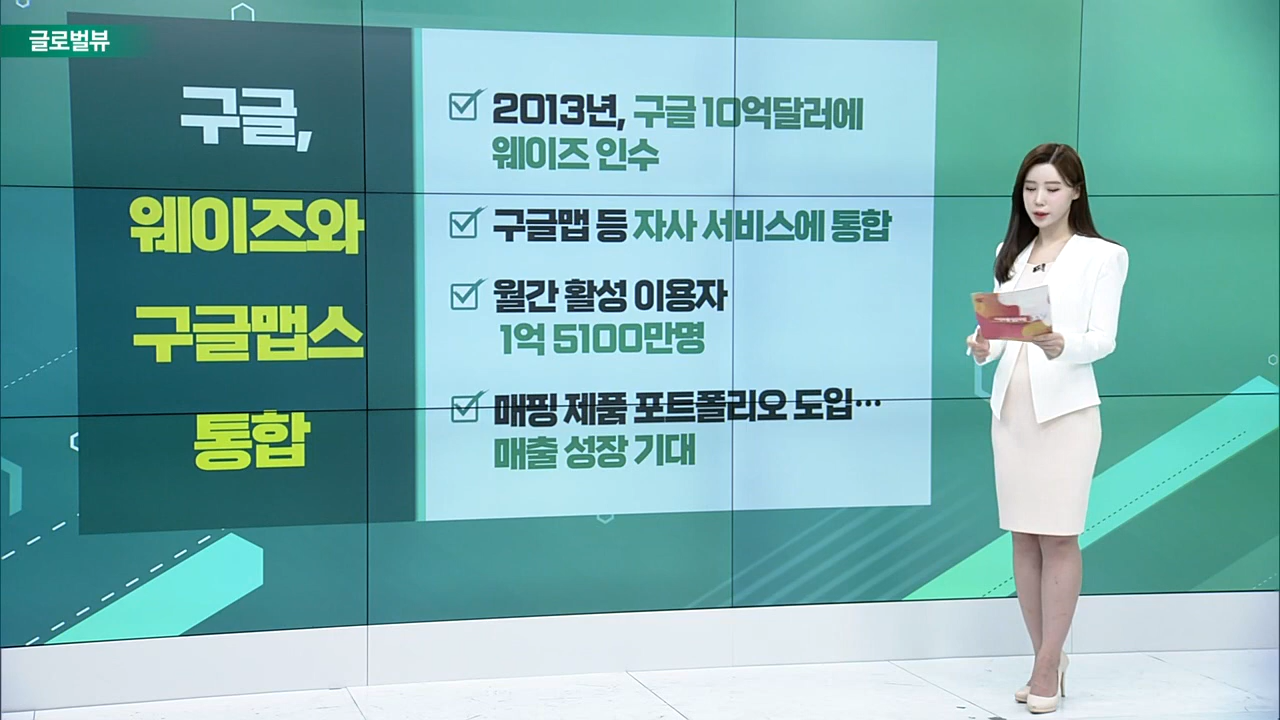 글로벌뷰
구글,
웨이즈와
구글맵스
통합
2013년, 구글 10억달러에
웨이즈 인수
구글맵 등 자사 서비스에 통합
월간 활성 이용자
1억 5100만명
매핑 제품 포트폴리오 도입…
매출 성장 기대